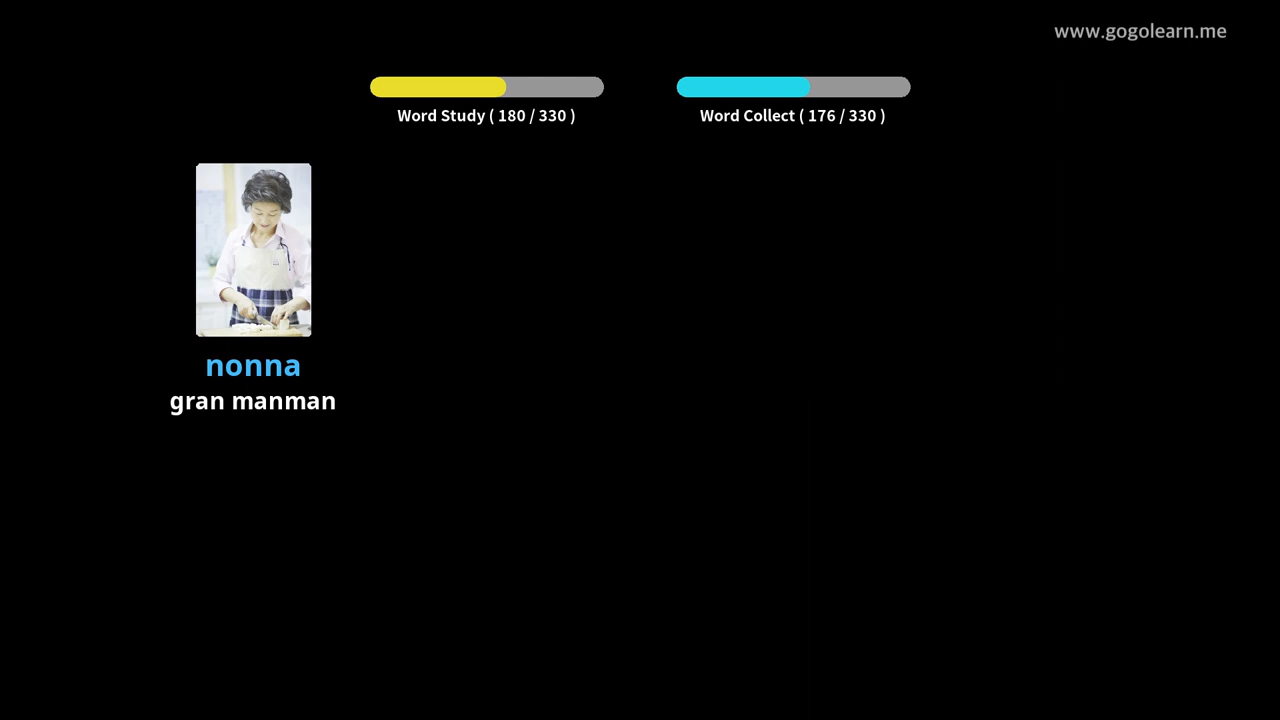 www.gogolearn.me
Word Study ( 180 / 330 )
Word Collect ( 176 / 330 )
nonna
gran manman